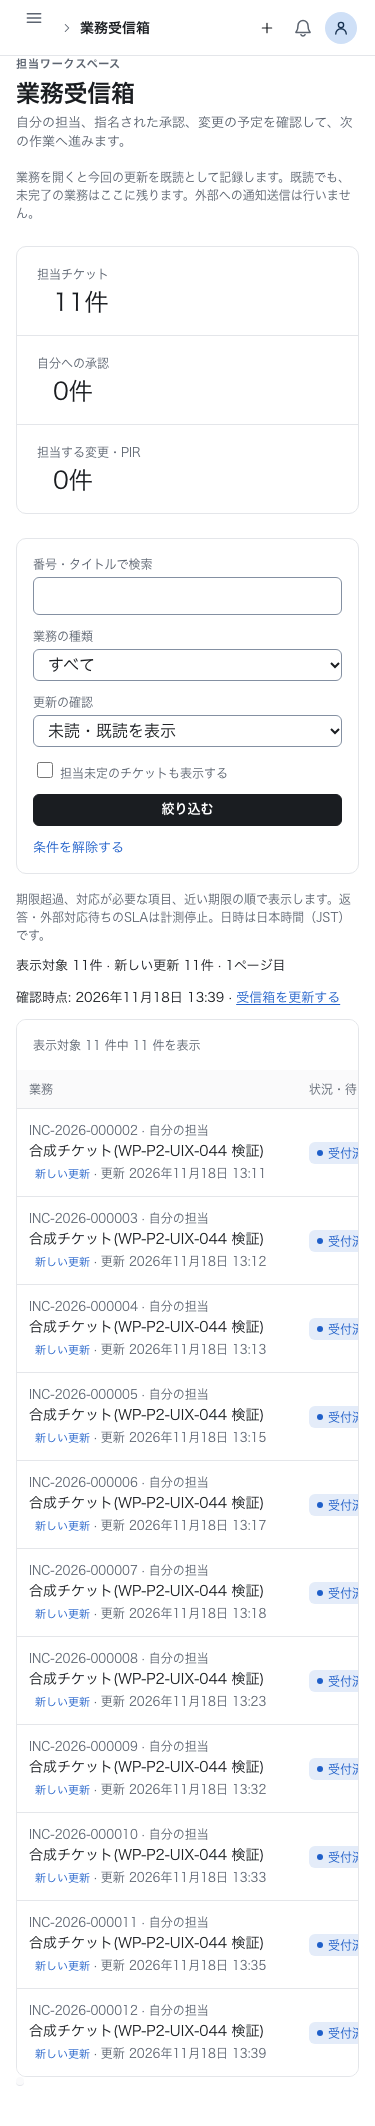 業務受信箱
担当ワークスペース
業務受信箱
自分の担当、指名された承認、変更の予定を確認して、次
の作業へ進みます。
業務を開くと今回の更新を既読として記録します。既読でも、
未完了の業務はここに残ります。外部への通知送信は行いませ
ん。
担当チケット
11件
自分への承認
0件
担当する変更・PIR
0件
番号・タイトルで検索
業務の種類
すべて
更新の確認
未読・既読を表示
担当未定のチケットも表示する
絞り込む
条件を解除する
期限超過、対応が必要な項目、近い期限の順で表示します。返
答・外部対応待ちのSLAは計測停止。日時は日本時間（JST）
です。
表示対象 11件 · 新しい更新 11件 · 1ページ目
確認時点: 2026年11月18日 13:39 · 受信箱を更新する
表示対象 11 件中 11 件を表示
業務 状況・待
INC-2026-000002 · 自分の担当
合成チケット(WP-P2-UIX-044 検証) 受付済
新しい更新 · 更新 2026年11月18日 13:11
INC-2026-000003 · 自分の担当
合成チケット(WP-P2-UIX-044 検証) 受付済
新しい更新 · 更新 2026年11月18日 13:12
INC-2026-000004 · 自分の担当
合成チケット(WP-P2-UIX-044 検証) 受付済
新しい更新 · 更新 2026年11月18日 13:13
INC-2026-000005 · 自分の担当
合成チケット(WP-P2-UIX-044 検証) 受付済
新しい更新 · 更新 2026年11月18日 13:15
INC-2026-000006 · 自分の担当
合成チケット(WP-P2-UIX-044 検証) 受付済
新しい更新 · 更新 2026年11月18日 13:17
INC-2026-000007 · 自分の担当
合成チケット(WP-P2-UIX-044 検証) 受付済
新しい更新 · 更新 2026年11月18日 13:18
INC-2026-000008 · 自分の担当
合成チケット(WP-P2-UIX-044 検証) 受付済
新しい更新 · 更新 2026年11月18日 13:23
INC-2026-000009 · 自分の担当
合成チケット(WP-P2-UIX-044 検証) 受付済
新しい更新 · 更新 2026年11月18日 13:32
INC-2026-000010 · 自分の担当
合成チケット(WP-P2-UIX-044 検証) 受付済
新しい更新 · 更新 2026年11月18日 13:33
INC-2026-000011 · 自分の担当
合成チケット(WP-P2-UIX-044 検証) 受付済
新しい更新 · 更新 2026年11月18日 13:35
INC-2026-000012 · 自分の担当
合成チケット(WP-P2-UIX-044 検証) 受付済
新しい更新 · 更新 2026年11月18日 13:39